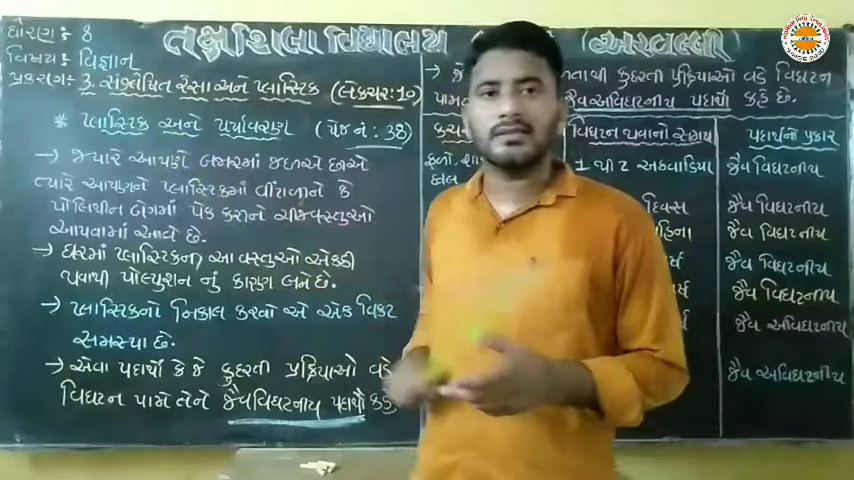 ધોરણ : 8
વિષય : વિજ્ઞાન
પ્રકરણ : 3. સંશ્લેષિત રેસા અને પ્લાસ્ટિક (લેક્ચર : 10)
તક્ષશિલા વિદ્યાલય
(અરવલ્લી)
* પ્લાસ્ટિક અને પર્યાવરણ (પેજ નં : 38)
→ જ્યારે આપણે બજારમાં જઈએ છીએ
ત્યારે આપણને પ્લાસ્ટિકમાં વીંટાળીને કે
પોલિથીન બેગમાં પેક કરીને ચીજવસ્તુઓ
આપવામાં આવે છે.
→ ઘરમાં પ્લાસ્ટિકની આ વસ્તુઓ એકઠી
થવાથી પોલ્યુશન નું કારણ બને છે.
→ પ્લાસ્ટિકનો નિકાલ કરવો એ એક વિકટ
સમસ્યા છે.
→ એવા પદાર્થો કે જે કુદરતી પ્રક્રિયાઓ વડે
વિઘટન પામે તેને જૈવવિઘટનીય પદાર્થો કહે
→ કુદરતી પ્રક્રિયાઓ વડે વિઘટન
જૈવઅવિઘટનીય પદાર્થો કહે છે.
વિઘટન થવાનો સમય
પદાર્થનો પ્રકાર
1 થી 2 અઠવાડિયા
જૈવ વિઘટનીય
જૈવ વિઘટનીય
જૈવ વિઘટનીય
જૈવ વિઘટનીય
જૈવ વિઘટનીય
જૈવ અવિઘટનીય
જૈવ અવિઘટનીય